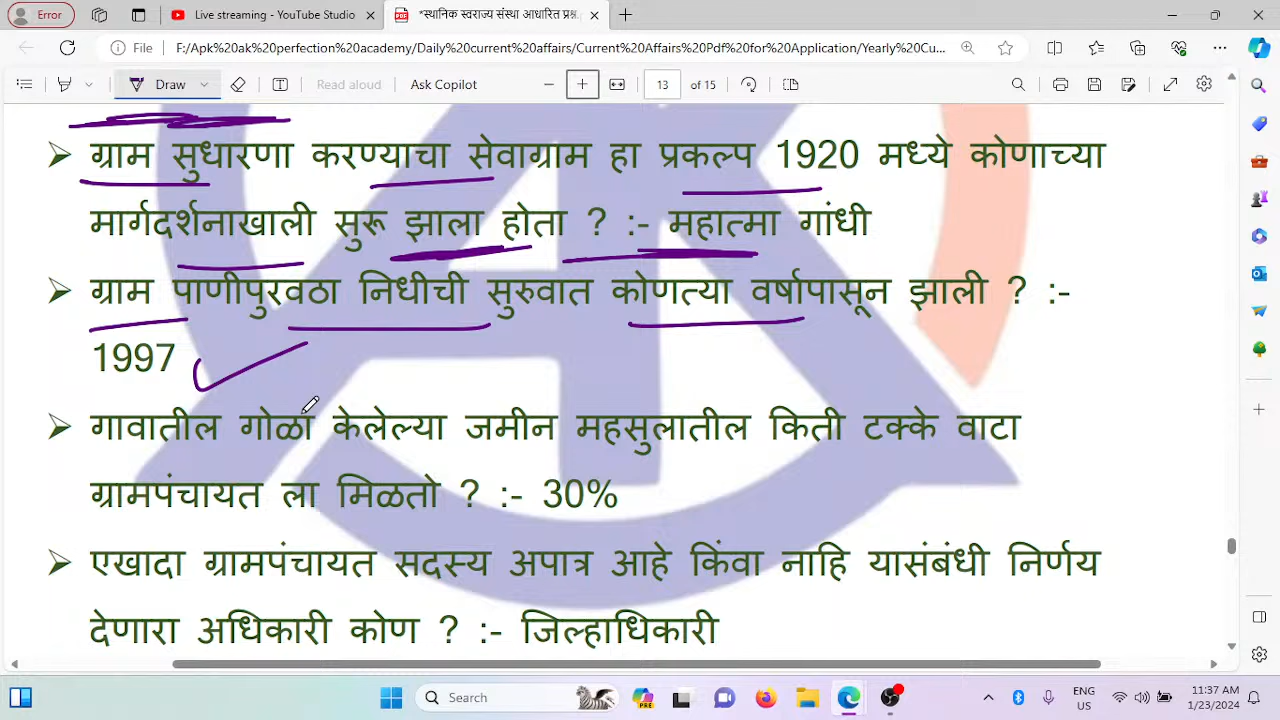 Error
Live streaming - YouTube Studio
*स्थानिक स्वराज्य संस्था आधारित प्रश्न.
File
F:/Apk%20ak%20perfection%20academy/Daily%20current%20affairs/Current%20Affairs%20Pdf%20for%20Application/Yearly%20Cu...
Draw
Read aloud
Ask Copilot
13 of 15
➢ ग्राम सुधारणा करण्याचा सेवाग्राम हा प्रकल्प 1920 मध्ये कोणाच्या
मार्गदर्शनाखाली सुरू झाला होता ? :- महात्मा गांधी
➢ ग्राम पाणीपुरवठा निधीची सुरुवात कोणत्या वर्षापासून झाली ? :-
1997
➢ गावातील गोळा केलेल्या जमीन महसुलातील किती टक्के वाटा
ग्रामपंचायत ला मिळतो ? :- 30%
➢ एखादा ग्रामपंचायत सदस्य अपात्र आहे किंवा नाहि यासंबंधी निर्णय
देणारा अधिकारी कोण ? :- जिल्हाधिकारी
Search
PRE
ENG
US
11:37 AM
1/23/2024